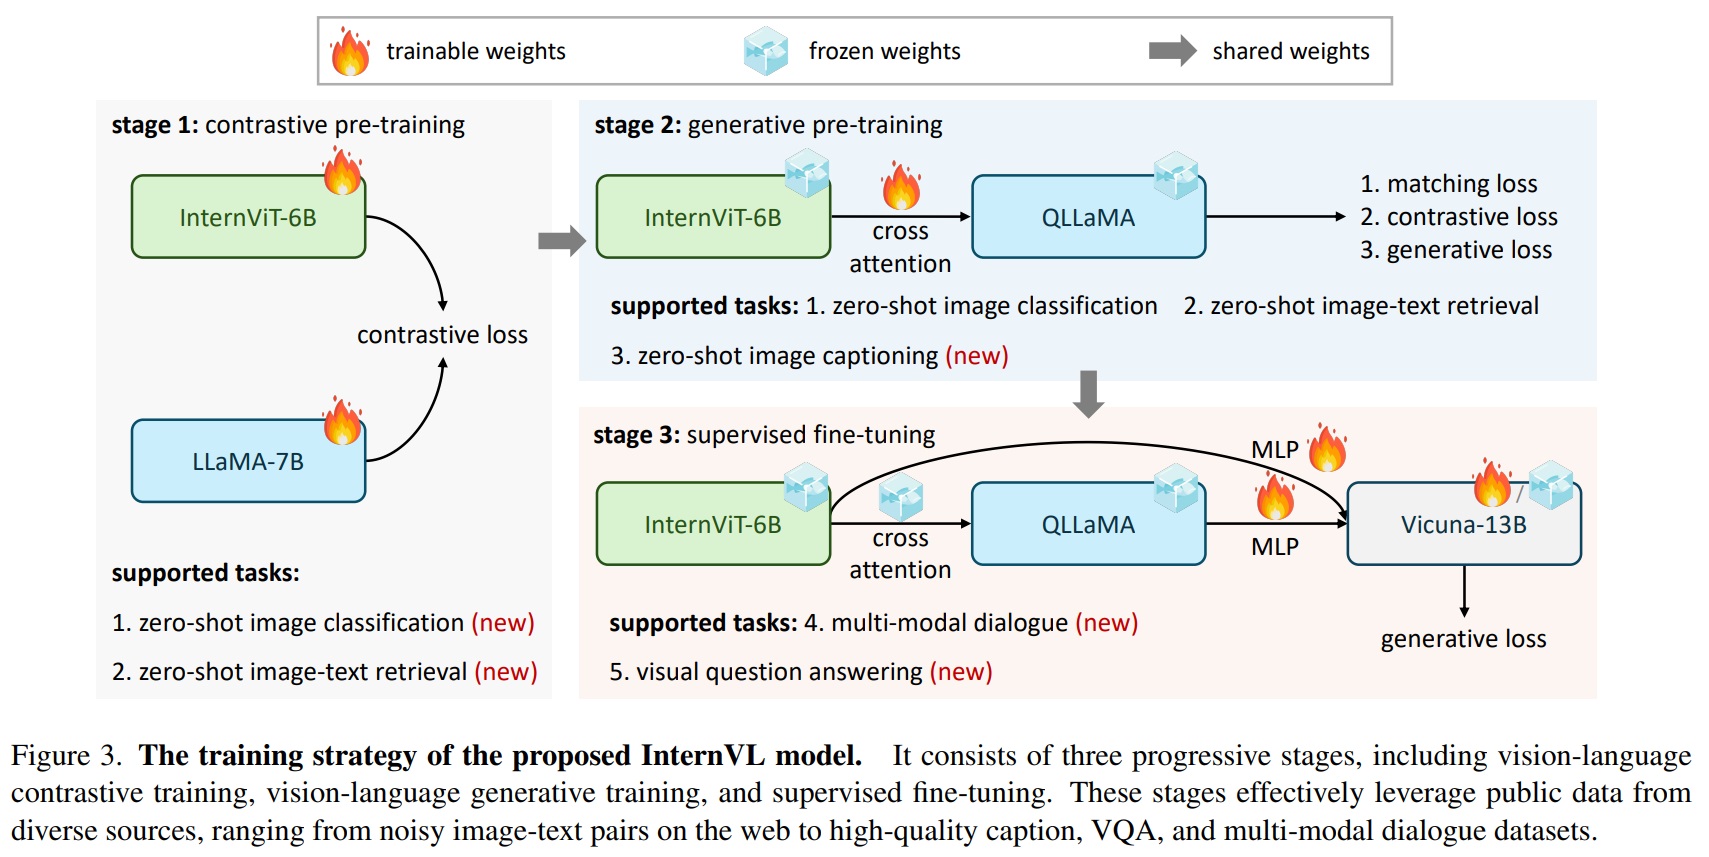 trainable weights
frozen weights
shared weights
stage 1: contrastive pre-training
InternViT-6B
contrastive loss
LLaMA-7B
supported tasks:
1. zero-shot image classification (new)
2. zero-shot image-text retrieval (new)
stage 2: generative pre-training
InternViT-6B
cross
attention
QLLaMA
1. matching loss
2. contrastive loss
3. generative loss
supported tasks: 1. zero-shot image classification 2. zero-shot image-text retrieval
3. zero-shot image captioning (new)
stage 3: supervised fine-tuning
MLP
InternViT-6B
cross
attention
QLLaMA
MLP
/
Vicuna-13B
generative loss
supported tasks: 4. multi-modal dialogue (new)
5. visual question answering (new)
Figure 3. The training strategy of the proposed InternVL model. It consists of three progressive stages, including vision-language
contrastive training, vision-language generative training, and supervised fine-tuning. These stages effectively leverage public data from
diverse sources, ranging from noisy image-text pairs on the web to high-quality caption, VQA, and multi-modal dialogue datasets.